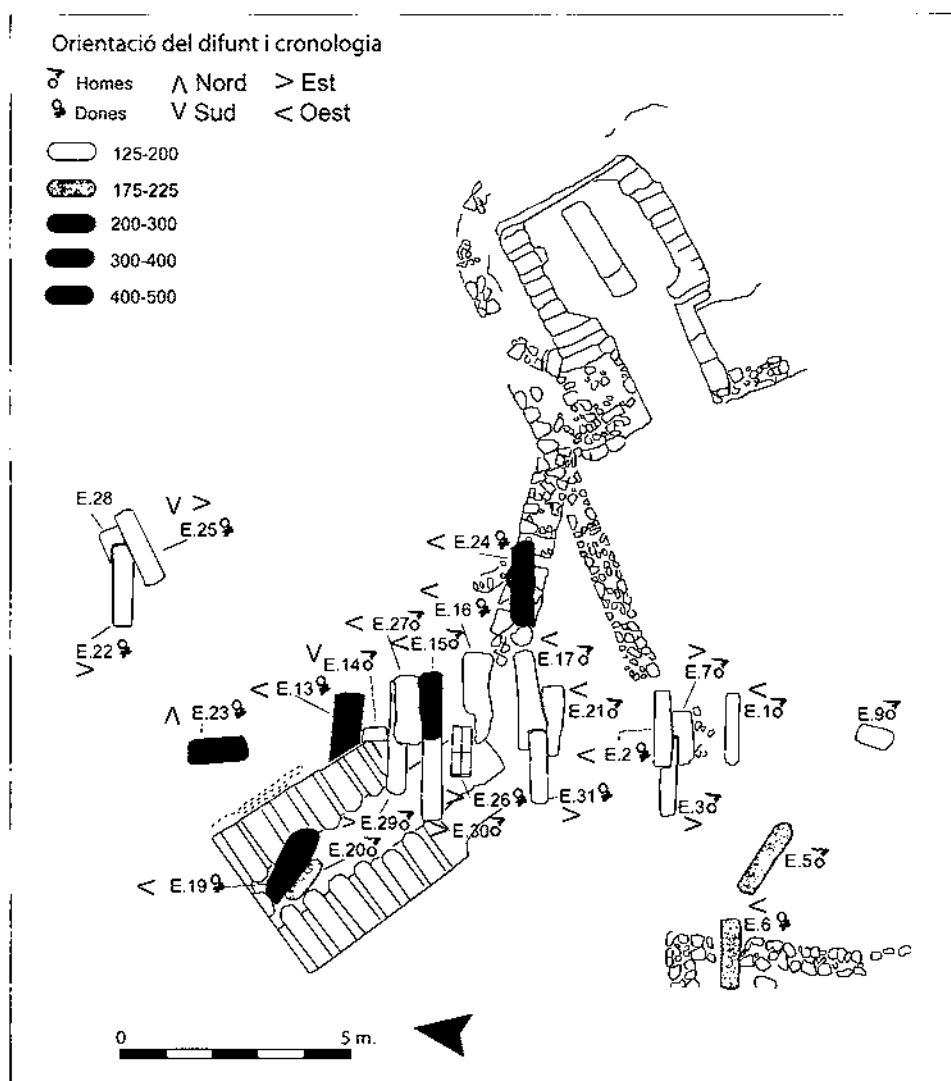 Orientació del difunt i cronologia
Homes Λ Nord > Est
Dones V Sud < Oest
125-200
175-225
200-300
300-400
400-500
E.28
V >
E.25
< E.24
<
E.16
E.22
>
< E.27
< E.15
<
E.17
V
E.14
< E.13
Λ E.23
>
E.7
<
E.21
<
E.1
E.9
< E.2
>
E.26
E.31
>
E.3
>
> E.29
> E.30
E.20
< E.19
E.5
<
E.6
0 5 m.